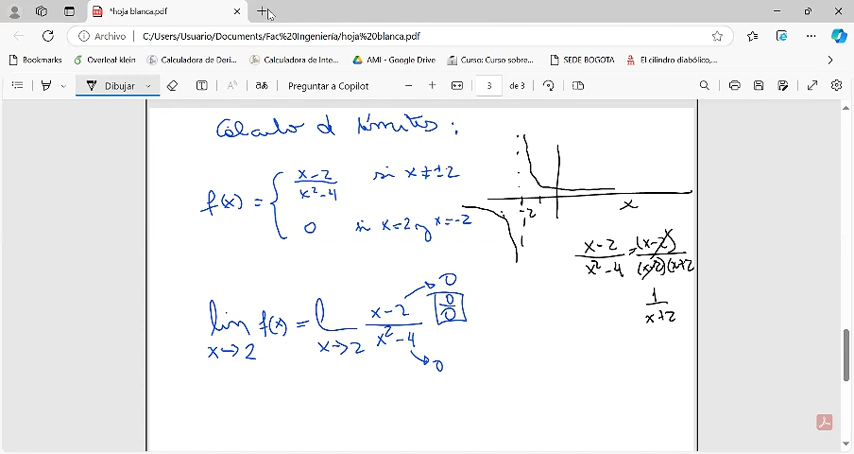 *hoja blanca.pdf
Archivo
C:/Users/Usuario/Documents/Fac%20Ingeniería/hoja%20blanca.pdf
Bookmarks
Overleaf klein
Calculadora de Deri...
Calculadora de Inte...
AMI - Google Drive
Curso: Curso sobre...
SEDE BOGOTA
El cilindro diabólico,...
Dibujar
Preguntar a Copilot
3 de 3
Cálculo de límites:
f(x) = { x-2 / x²-4 si x ≠ ±2
0 si x=2 y x=-2
-2
x
x-2 / x²-4 = (x-2) / (x-2)(x+2
1 / x+2
lim x→2 f(x) = L x→2 x-2 / x²-4
0
0/0
0